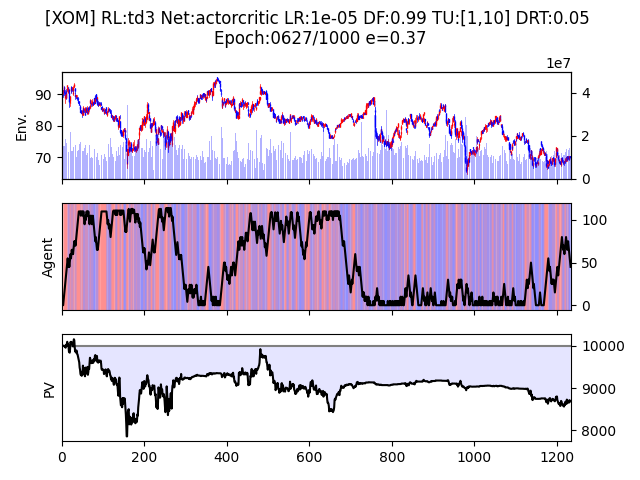 [XOM] RL:td3 Net:actorcritic LR:1e-05 DF:0.99 TU:[1,10] DRT:0.05
Epoch:0627/1000 e=0.37
1e7
Env.
90
80
70
4
2
0
Agent
100
50
0
PV
10000
9000
8000
0 200 400 600 800 1000 1200